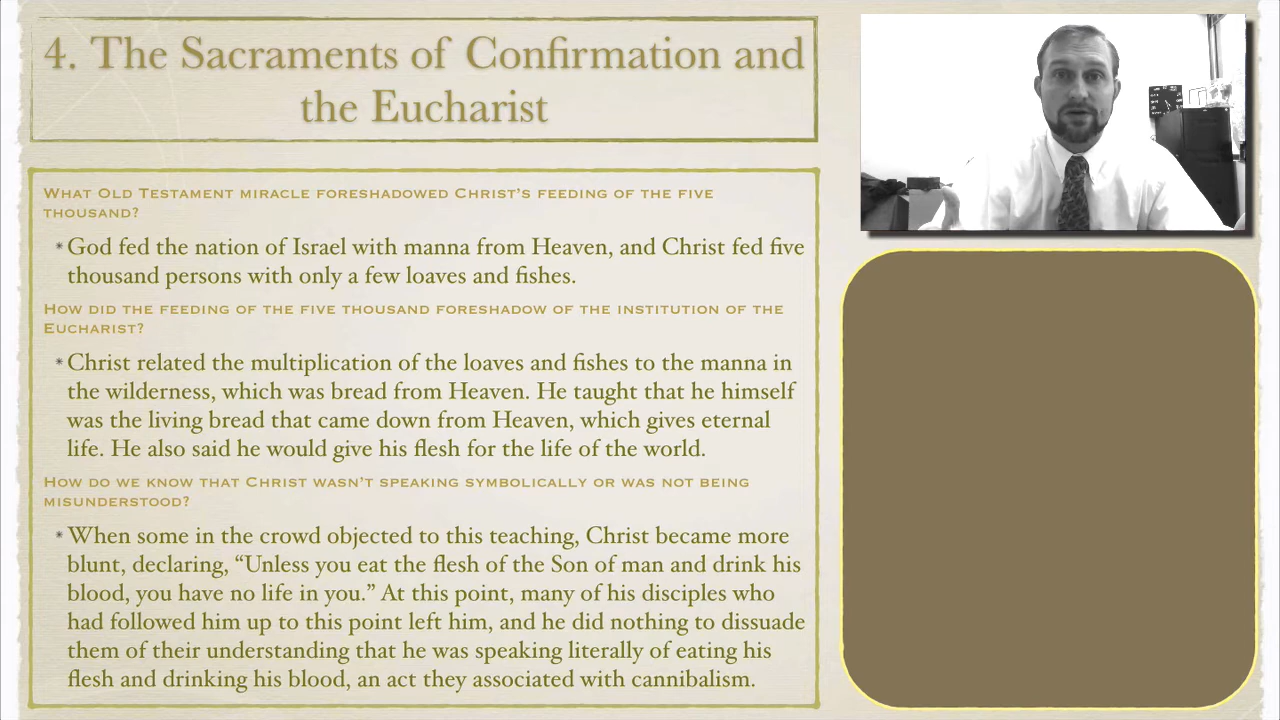 4. The Sacraments of Confirmation and
the Eucharist
What Old Testament miracle foreshadowed Christ's feeding of the five
thousand?
* God fed the nation of Israel with manna from Heaven, and Christ fed five
thousand persons with only a few loaves and fishes.
How did the feeding of the five thousand foreshadow of the institution of the
Eucharist?
* Christ related the multiplication of the loaves and fishes to the manna in
the wilderness, which was bread from Heaven. He taught that he himself
was the living bread that came down from Heaven, which gives eternal
life. He also said he would give his flesh for the life of the world.
How do we know that Christ wasn't speaking symbolically or was not being
misunderstood?
* When some in the crowd objected to this teaching, Christ became more
blunt, declaring, “Unless you eat the flesh of the Son of man and drink his
blood, you have no life in you.” At this point, many of his disciples who
had followed him up to this point left him, and he did nothing to dissuade
them of their understanding that he was speaking literally of eating his
flesh and drinking his blood, an act they associated with cannibalism.